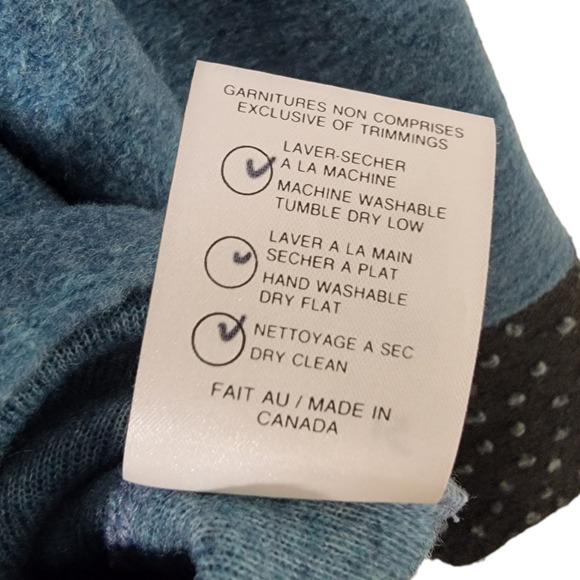 GARNITURES NON COMPRISES
EXCLUSIVE OF TRIMMINGS
LAVER-SECHER
A LA MACHINE
MACHINE WASHABLE
TUMBLE DRY LOW
LAVER A LA MAIN
SECHER A PLAT
HAND WASHABLE
DRY FLAT
NETTOYAGE A SEC
DRY CLEAN
FAIT AU / MADE IN
CANADA